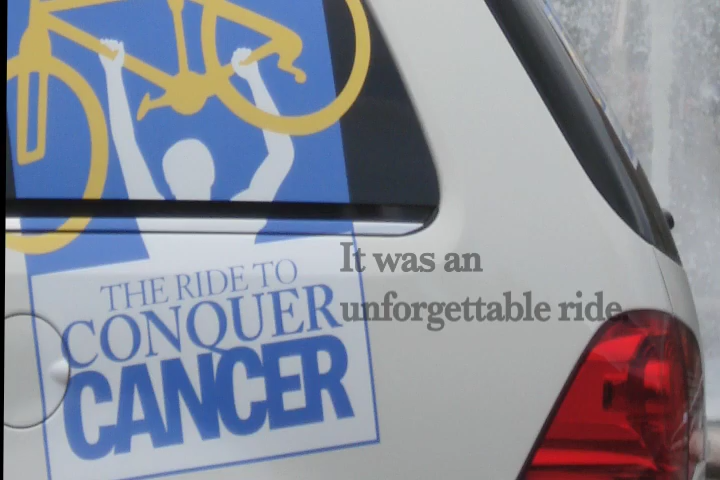 It was an
unforgettable ride
THE RIDE TO
CONQUER
CANCER